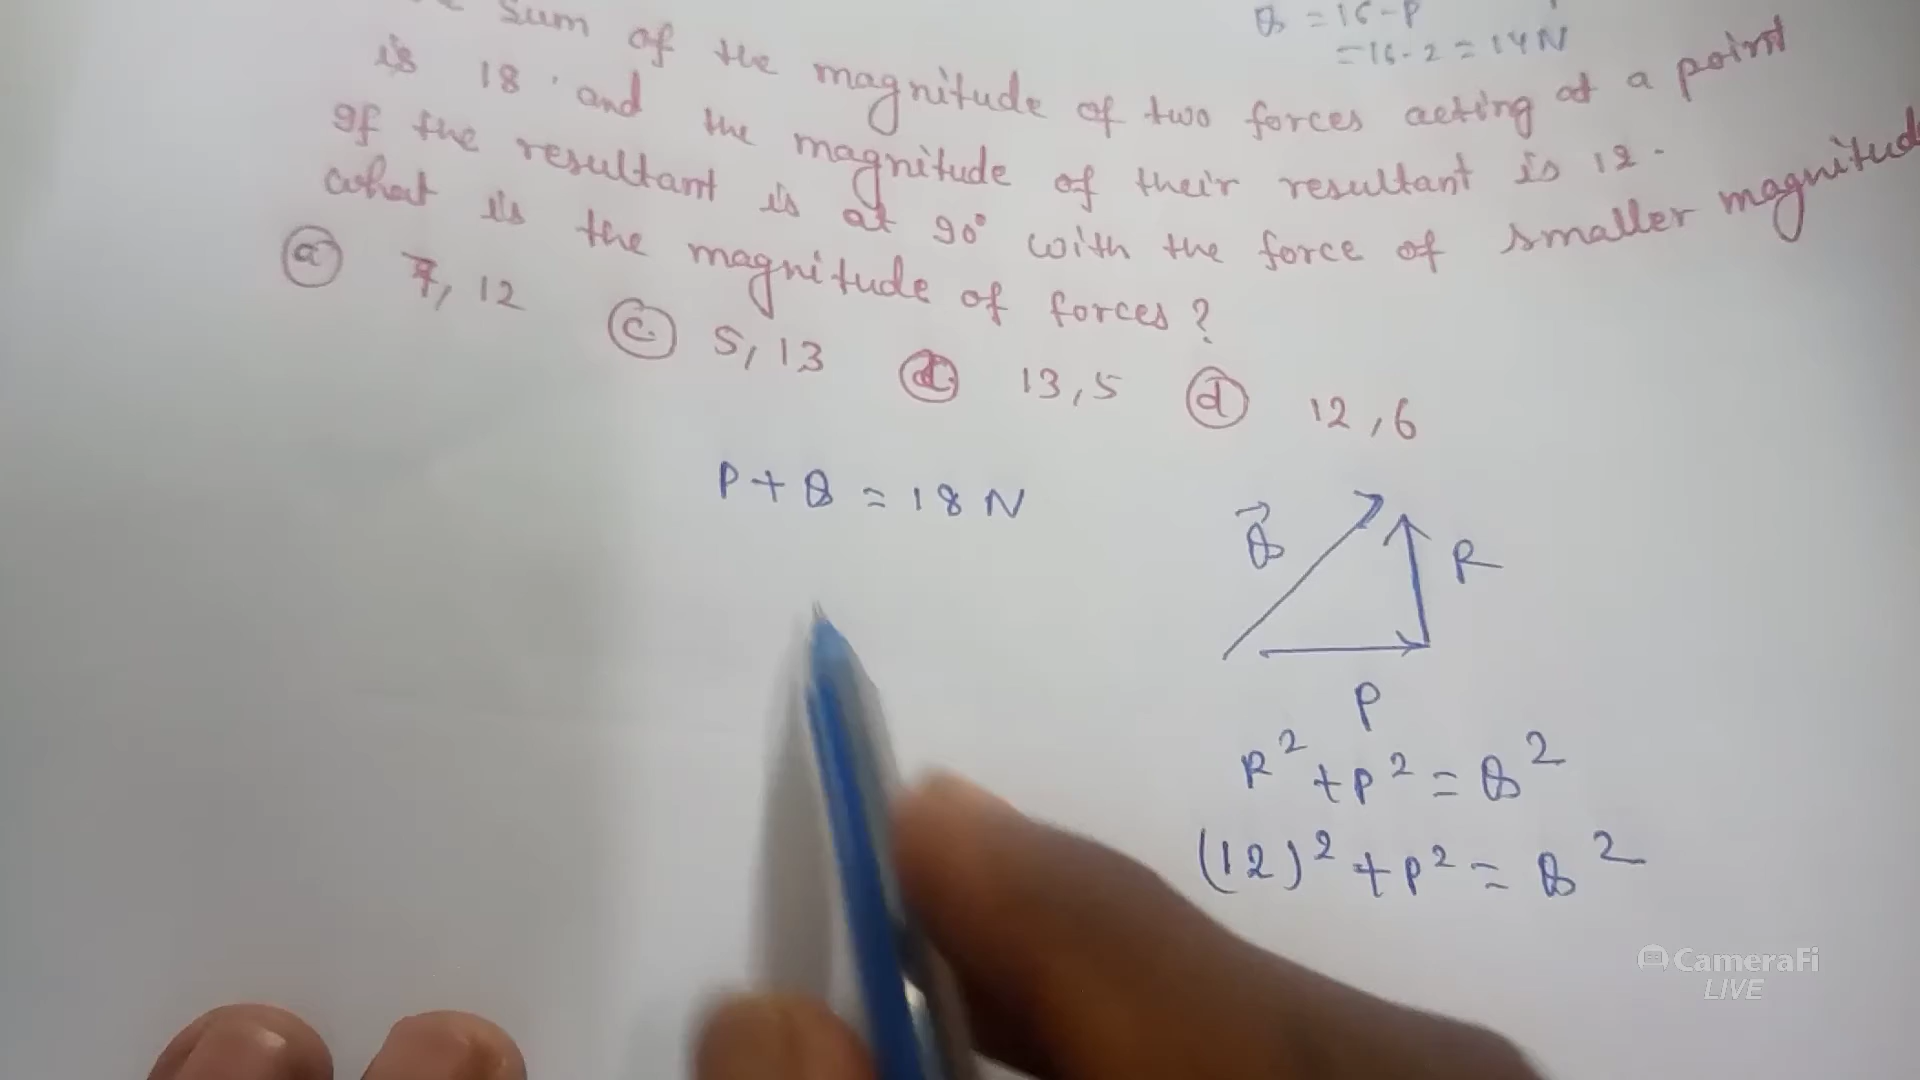 Q = 16-P
=16-2 = 14N
Sum of the magnitude of two forces acting at a point
is 18 and the magnitude of their resultant is 12.
If the resultant is at 90° with the force of smaller magnitud
what is the magnitude of forces?
(a) 7, 12 (c) 5, 13 13, 5 (d) 12, 6
P + Q = 18 N
Q R
P
R² + P² = Q²
(12)² + P² = Q²
CameraFi
LIVE